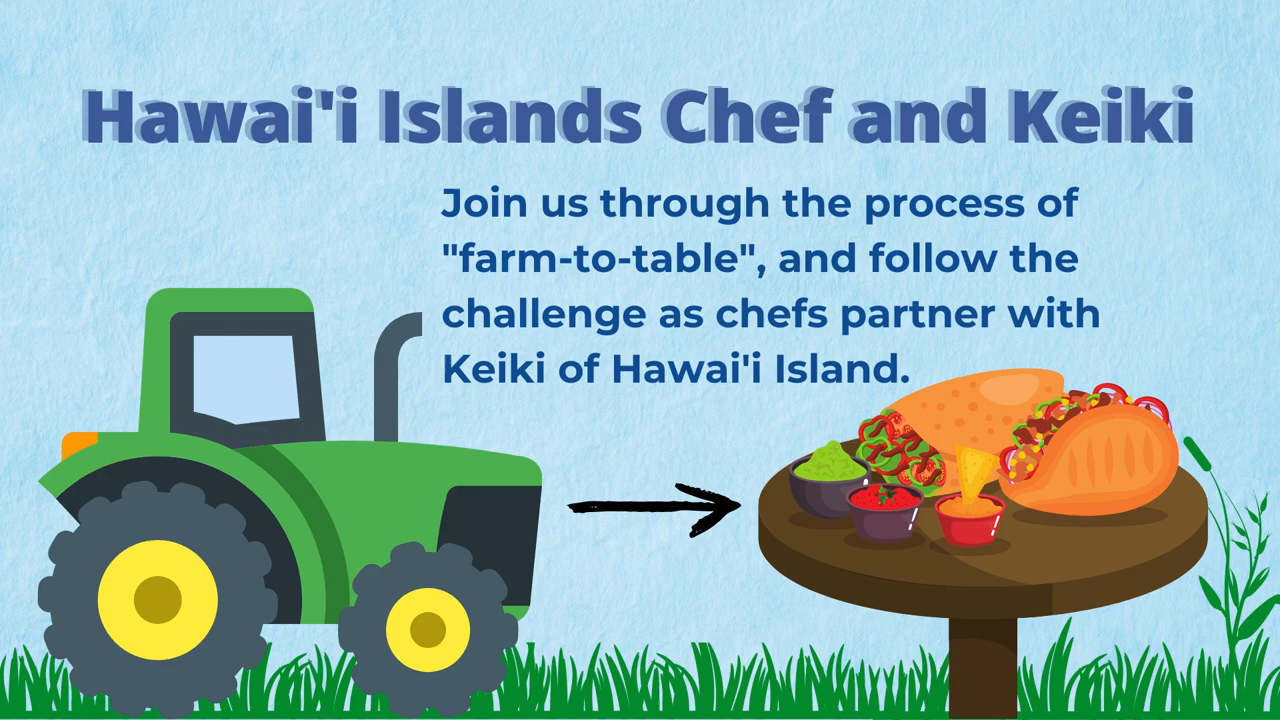 Hawai'i Islands Chef and Keiki
Join us through the process of
"farm-to-table", and follow the
challenge as chefs partner with
Keiki of Hawai'i Island.